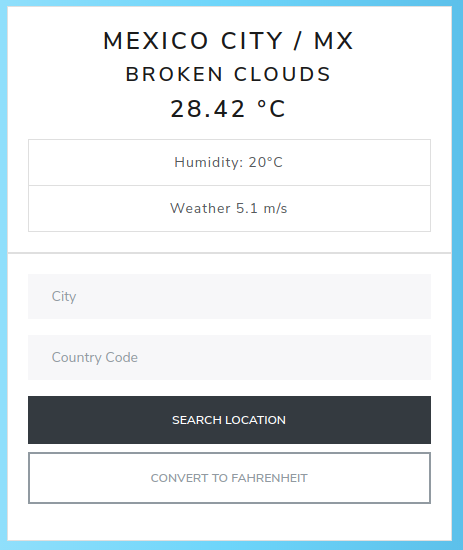 MEXICO CITY / MX
BROKEN CLOUDS
28.42 °C
Humidity: 20°C
Weather 5.1 m/s
City
Country Code
SEARCH LOCATION
CONVERT TO FAHRENHEIT